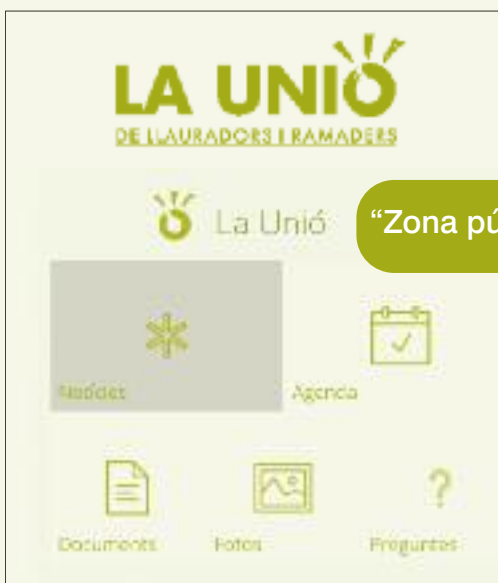 LA UNIÓ
DE LLAURADORS I RAMADERS
La Unió
“Zona pú
Notícies
Agenda
Documents
Fotos
Preguntes